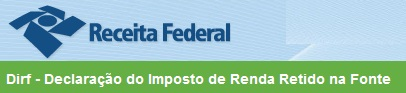 Receita Federal
Dirf - Declaração do Imposto de Renda Retido na Fonte